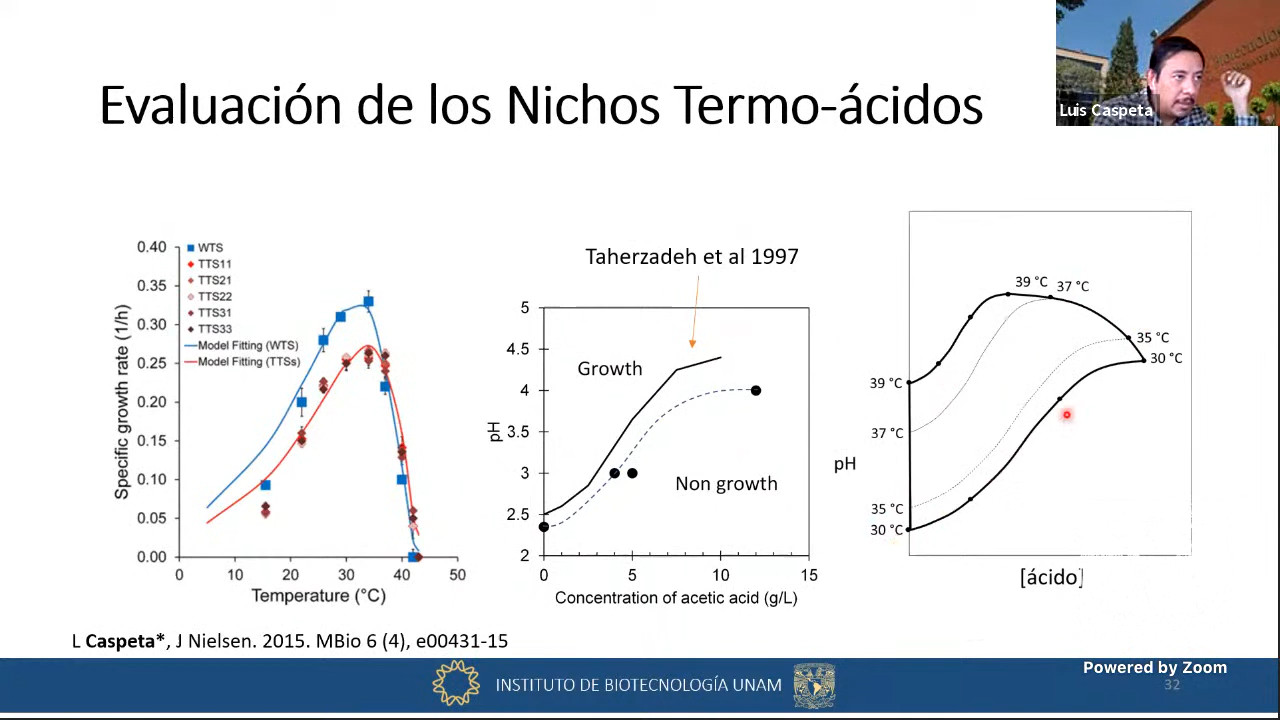 Evaluación de los Nichos Termo-ácidos
Luis Caspeta
0.40
0.35
0.30
0.25
0.20
0.15
0.10
0.05
0.00
Specific growth rate (1/h)
WTS
TTS11
TTS21
TTS22
TTS31
TTS33
Model Fitting (WTS)
Model Fitting (TTSs)
0 10 20 30 40 50
Temperature (°C)
Taherzadeh et al 1997
5
4.5
4
3.5
3
2.5
2
pH
Growth
Non growth
0 5 10 15
Concentration of acetic acid (g/L)
39 °C 37 °C
35 °C
30 °C
39 °C
37 °C
pH
35 °C
30 °C
[ácido]
L Caspeta*, J Nielsen. 2015. MBio 6 (4), e00431-15
INSTITUTO DE BIOTECNOLOGÍA UNAM
Powered by Zoom
32